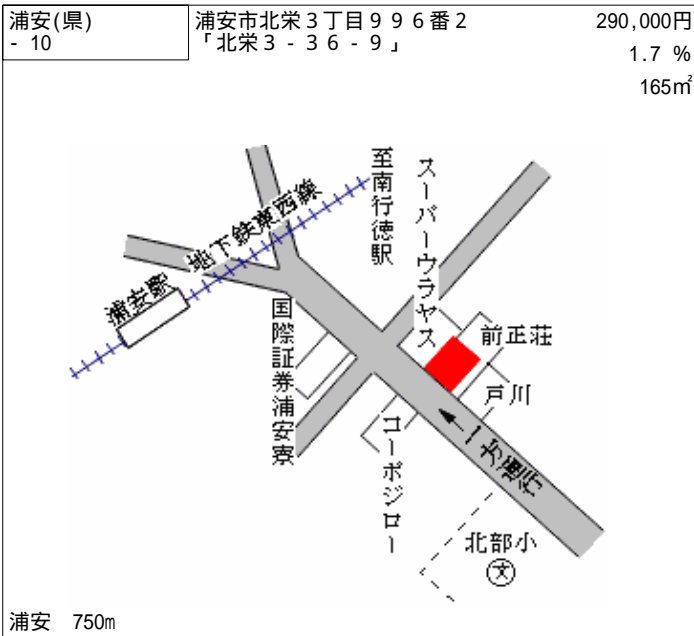 浦安(県)
- 10
浦安市北栄３丁目９９６番２
「北栄３-３６-９」
290,000円
1.7 %
165㎡
至南行徳駅
スーパーウラヤス
地下鉄東西線
浦安駅
国際証券浦安寮
前正荘
戸川
コーポジロー
一方通行
北部小
文
浦安 750m